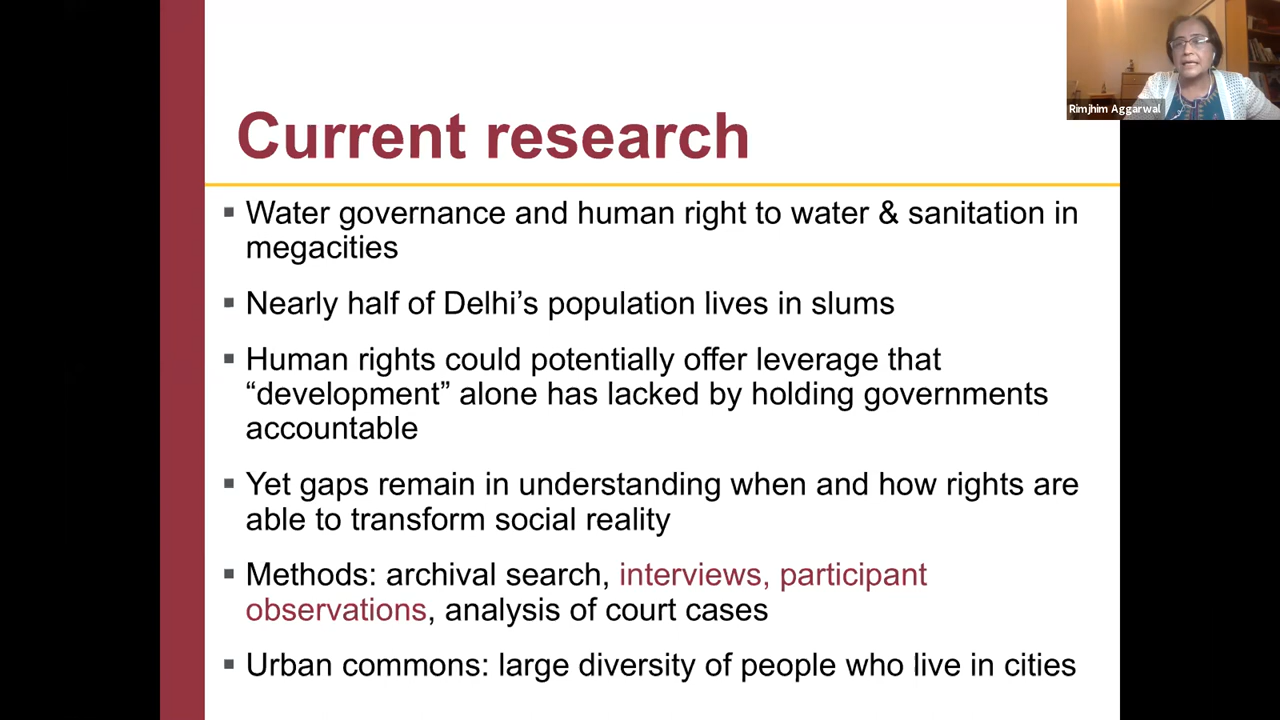 Rimjhim Aggarwal
Current research
▪ Water governance and human right to water & sanitation in
megacities
▪ Nearly half of Delhi’s population lives in slums
▪ Human rights could potentially offer leverage that
“development” alone has lacked by holding governments
accountable
▪ Yet gaps remain in understanding when and how rights are
able to transform social reality
▪ Methods: archival search, interviews, participant
observations, analysis of court cases
▪ Urban commons: large diversity of people who live in cities